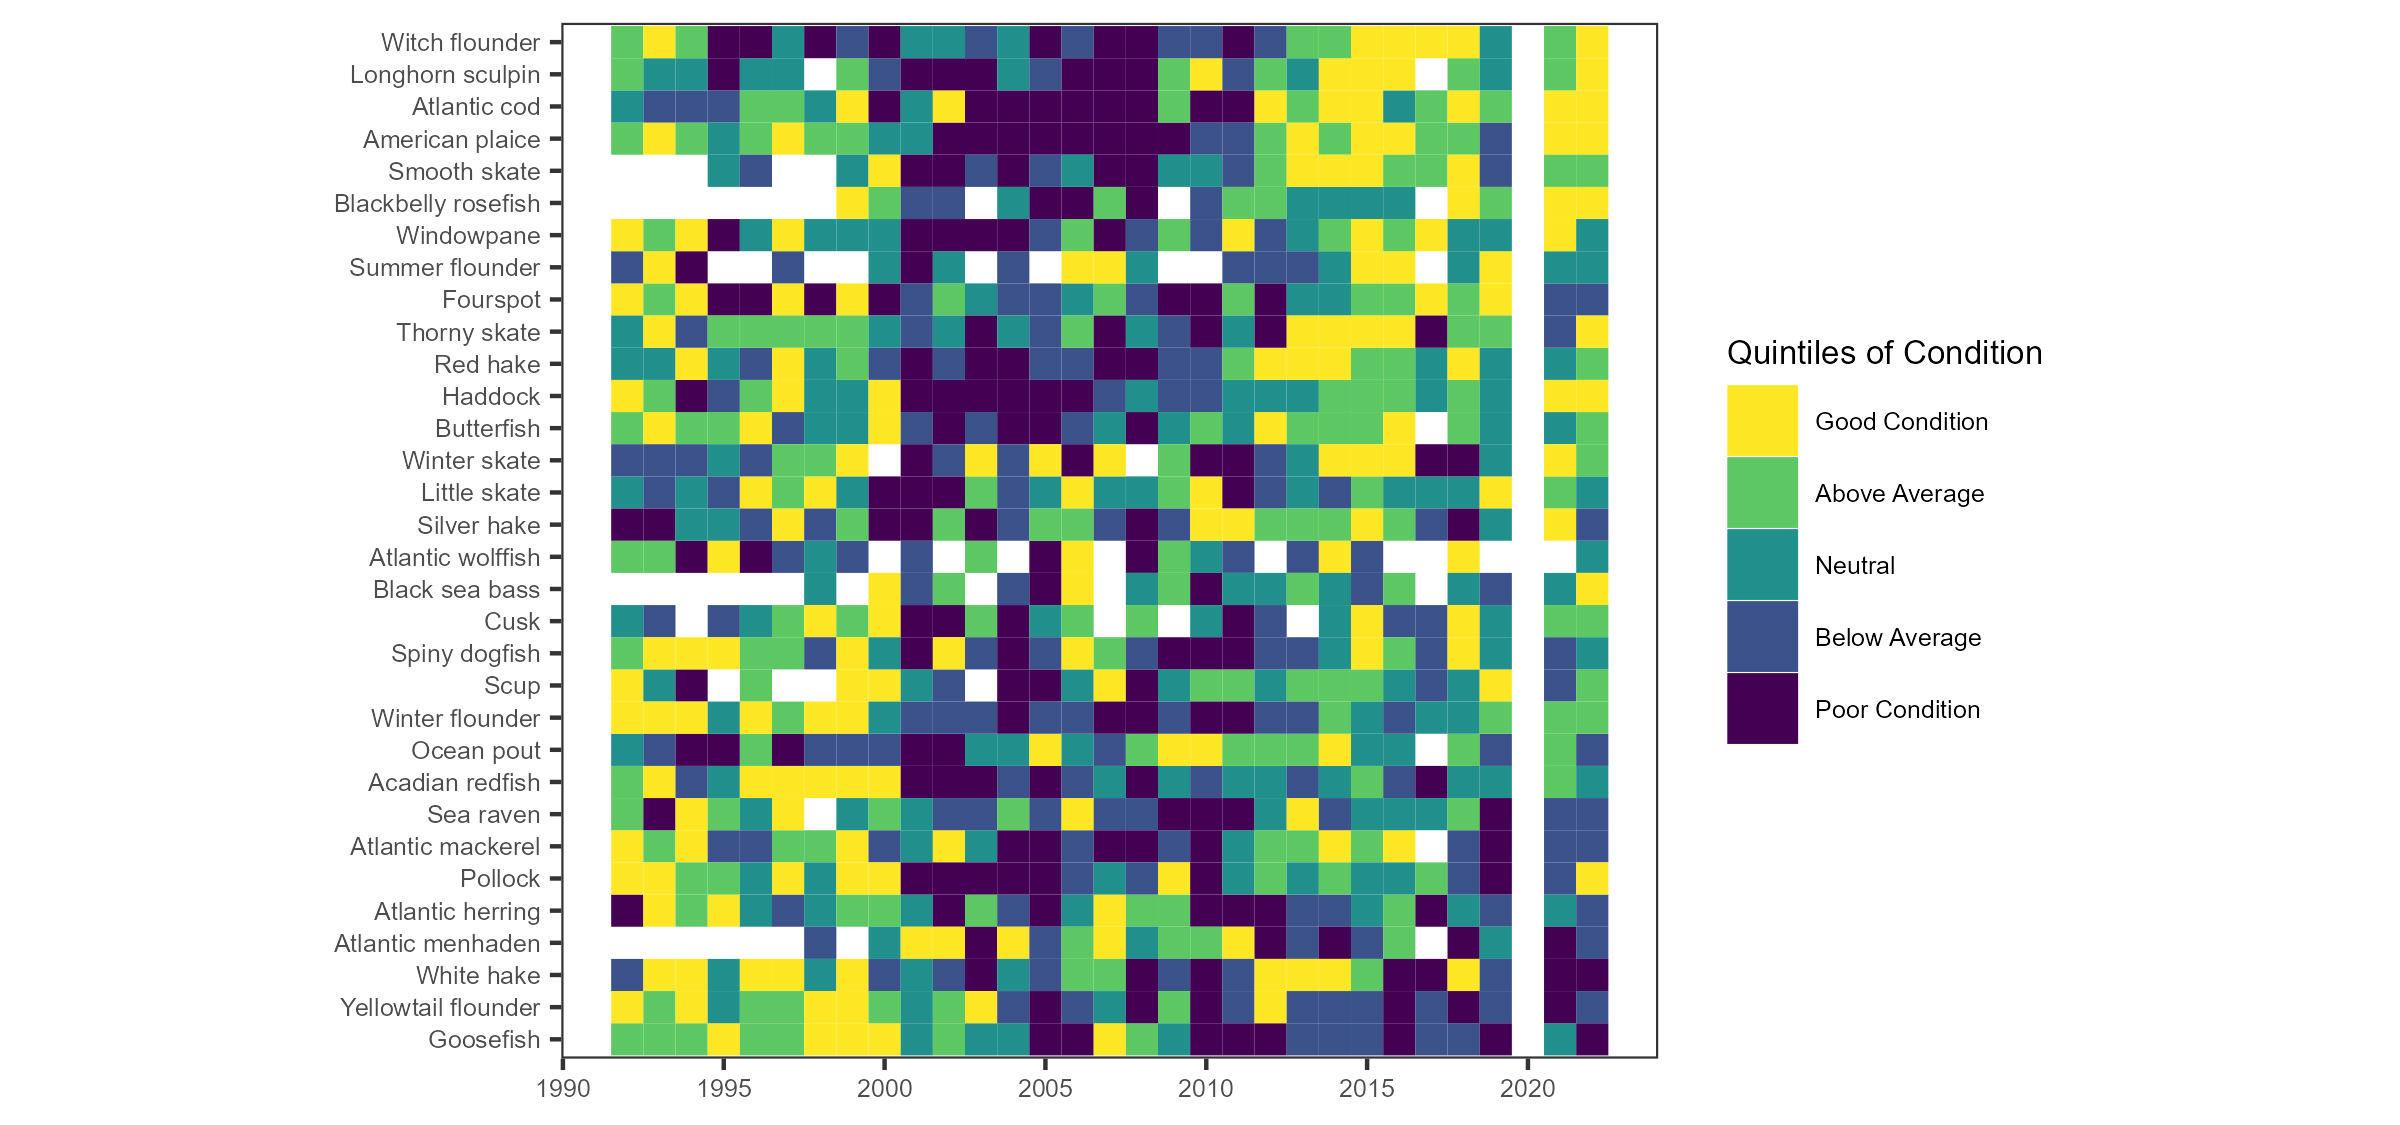 Witch flounder
Longhorn sculpin
Atlantic cod
American plaice
Smooth skate
Blackbelly rosefish
Windowpane
Summer flounder
Fourspot
Thorny skate
Red hake
Haddock
Butterfish
Winter skate
Little skate
Silver hake
Atlantic wolffish
Black sea bass
Cusk
Spiny dogfish
Scup
Winter flounder
Ocean pout
Acadian redfish
Sea raven
Atlantic mackerel
Pollock
Atlantic herring
Atlantic menhaden
White hake
Yellowtail flounder
Goosefish
1990 1995 2000 2005 2010 2015 2020
Quintiles of Condition
Good Condition
Above Average
Neutral
Below Average
Poor Condition